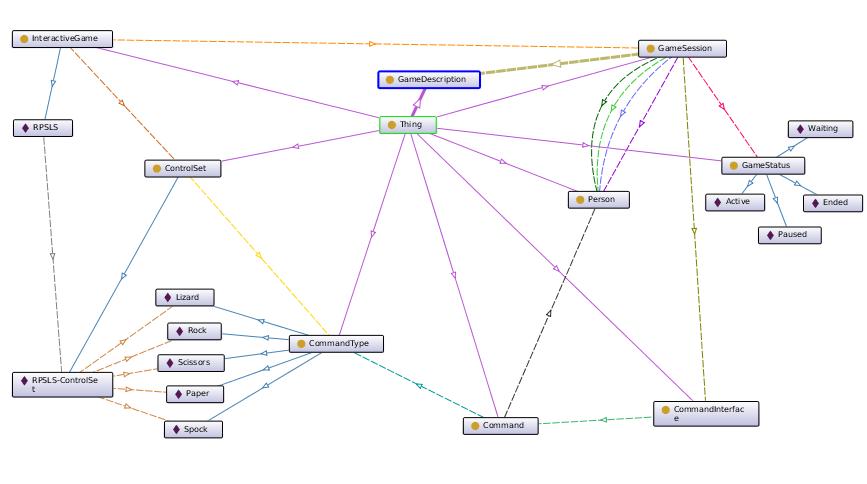 InteractiveGame
GameSession
GameDescription
Thing
RPSLS
Waiting
ControlSet
GameStatus
Person
Active
Ended
Paused
Lizard
Rock
CommandType
Scissors
RPSLS-ControlSe
t
Paper
CommandInterfac
e
Spock
Command